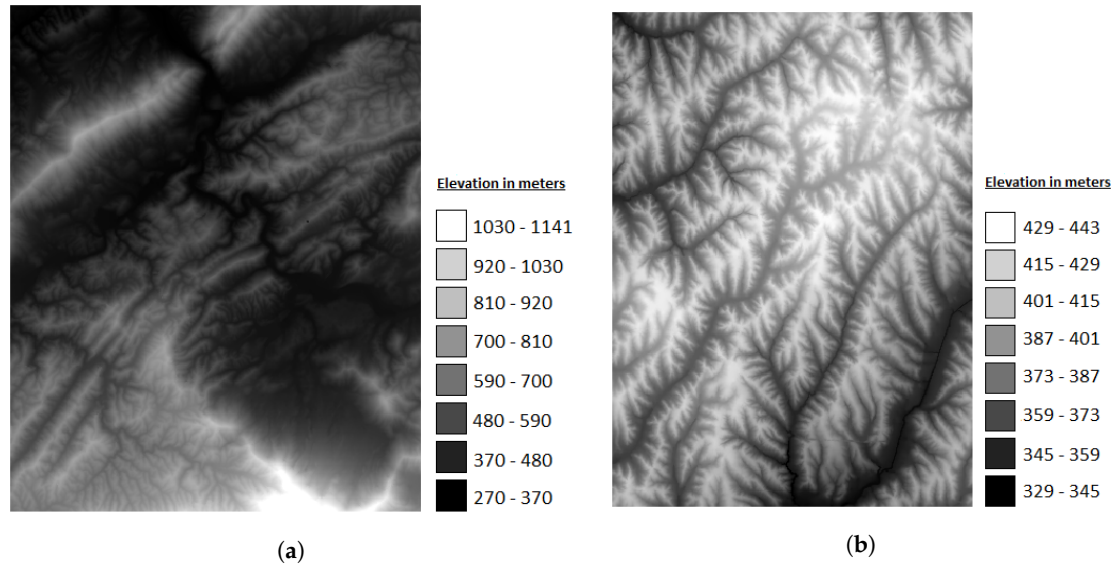 Elevation in meters
1030 - 1141
920 - 1030
810 - 920
700 - 810
590 - 700
480 - 590
370 - 480
270 - 370
(a)
Elevation in meters
429 - 443
415 - 429
401 - 415
387 - 401
373 - 387
359 - 373
345 - 359
329 - 345
(b)